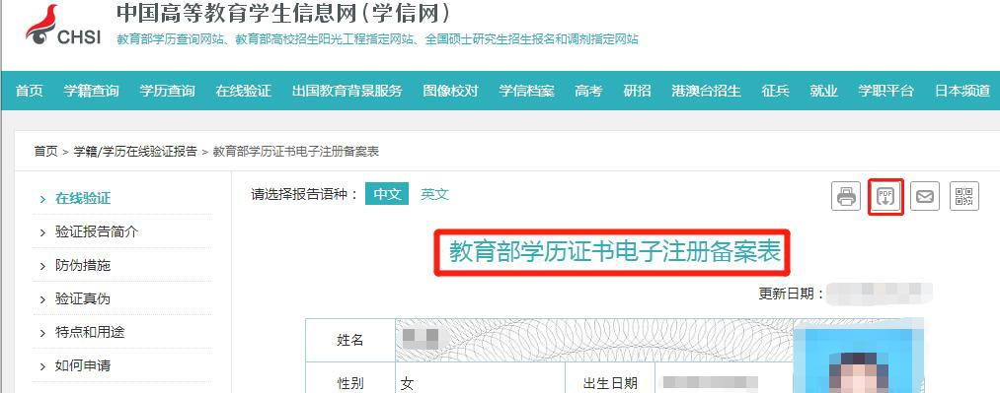 中国高等教育学生信息网(学信网)
CHSI
教育部学历查询网站、教育部高校招生阳光工程指定网站、全国硕士研究生招生报名和调剂指定网站
首页 学籍查询 学历查询 在线验证 出国教育背景服务 图像校对 学信档案 高考 研招 港澳台招生 征兵 就业 学职平台 日本频道
首页 > 学籍/学历在线验证报告 > 教育部学历证书电子注册备案表
在线验证
验证报告简介
防伪措施
验证真伪
特点和用途
如何申请
请选择报告语种： 中文 英文
PDF
教育部学历证书电子注册备案表
更新日期：
姓名
性别 女 出生日期